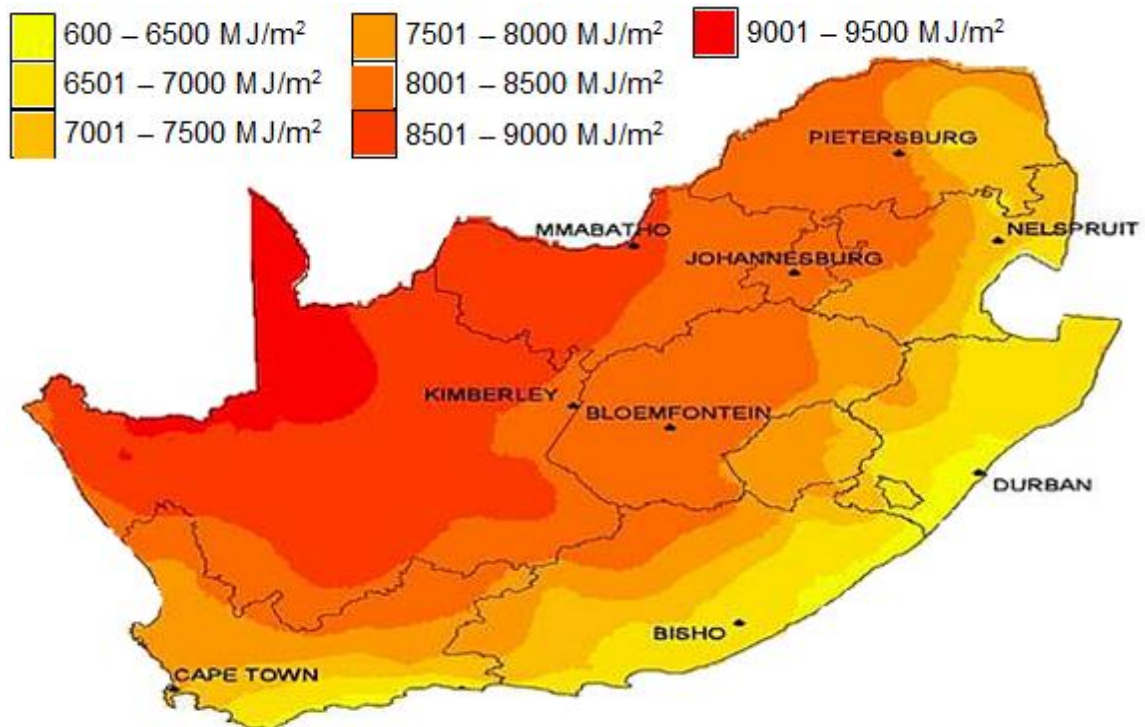 600 – 6500 MJ/m²
6501 – 7000 MJ/m²
7001 – 7500 MJ/m²
7501 – 8000 MJ/m²
8001 – 8500 MJ/m²
8501 – 9000 MJ/m²
9001 – 9500 MJ/m²
PIETERSBURG
MMABATHO
NELSPRUIT
JOHANNESBURG
KIMBERLEY
BLOEMFONTEIN
DURBAN
BISHO
CAPE TOWN